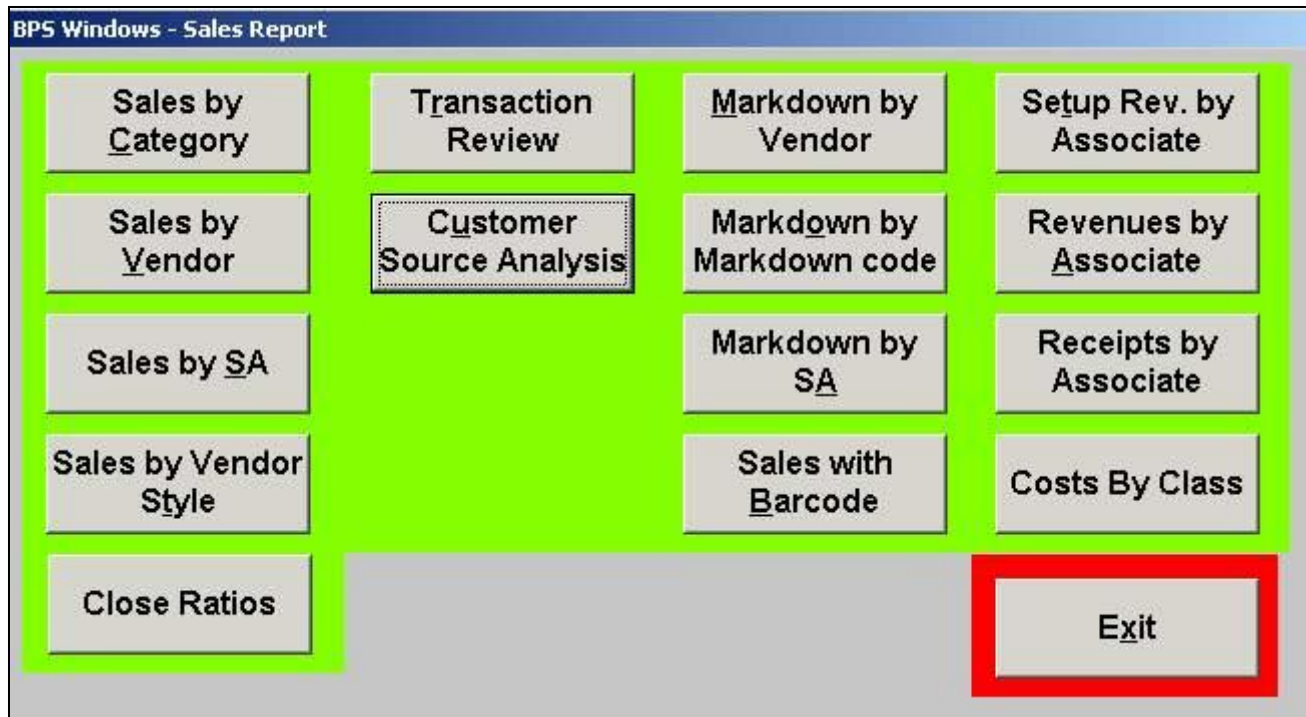 BPS Windows - Sales Report
Sales by
Category
Transaction
Review
Markdown by
Vendor
Setup Rev. by
Associate
Sales by
Vendor
Customer
Source Analysis
Markdown by
Markdown code
Revenues by
Associate
Sales by SA
Markdown by
SA
Receipts by
Associate
Sales by Vendor
Style
Sales with
Barcode
Costs By Class
Close Ratios
Exit